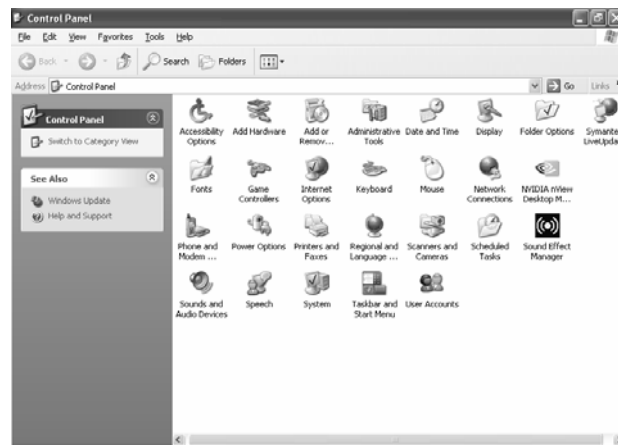 Control Panel
File Edit View Favorites Tools Help
Back Search Folders
Address Control Panel Go Links
Control Panel
Switch to Category View
See Also
Windows Update
Help and Support
Accessibility Options
Add Hardware
Add or Remov...
Administrative Tools
Date and Time
Display
Folder Options
Symante
LiveUpda
Fonts
Game Controllers
Internet Options
Keyboard
Mouse
Network Connections
NVIDIA nView Desktop M...
Phone and Modem ...
Power Options
Printers and Faxes
Regional and Language ...
Scanners and Cameras
Scheduled Tasks
Sound Effect Manager
Sounds and Audio Devices
Speech
System
Taskbar and Start Menu
User Accounts